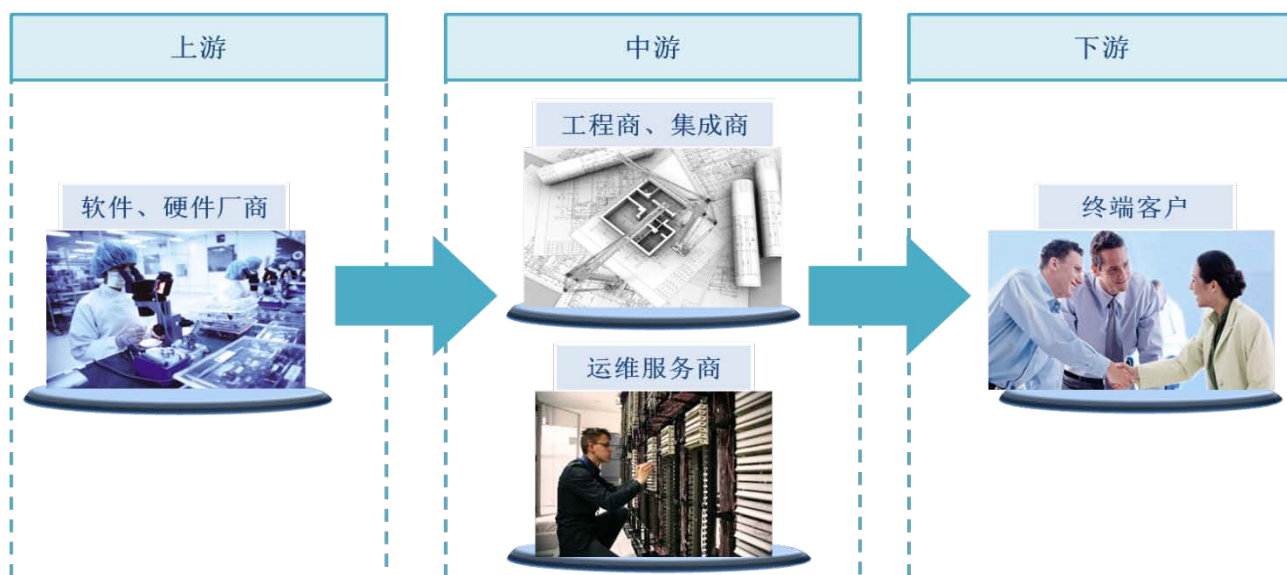 上游
中游
下游
工程商、集成商
软件、硬件厂商
终端客户
运维服务商